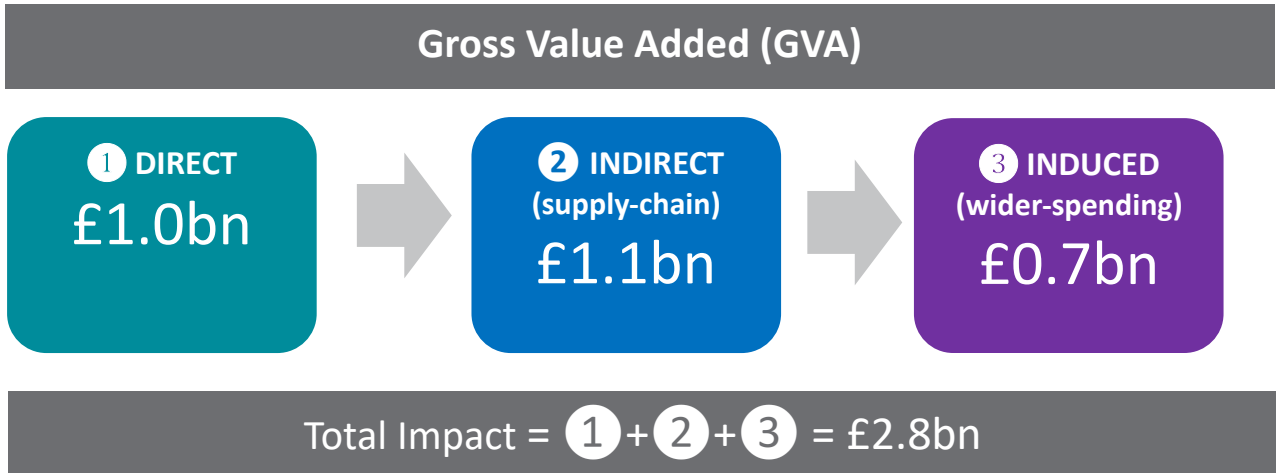 Gross Value Added (GVA)
1 DIRECT
£1.0bn
2 INDIRECT
(supply-chain)
£1.1bn
3 INDUCED
(wider-spending)
£0.7bn
Total Impact = 1+2+3 = £2.8bn